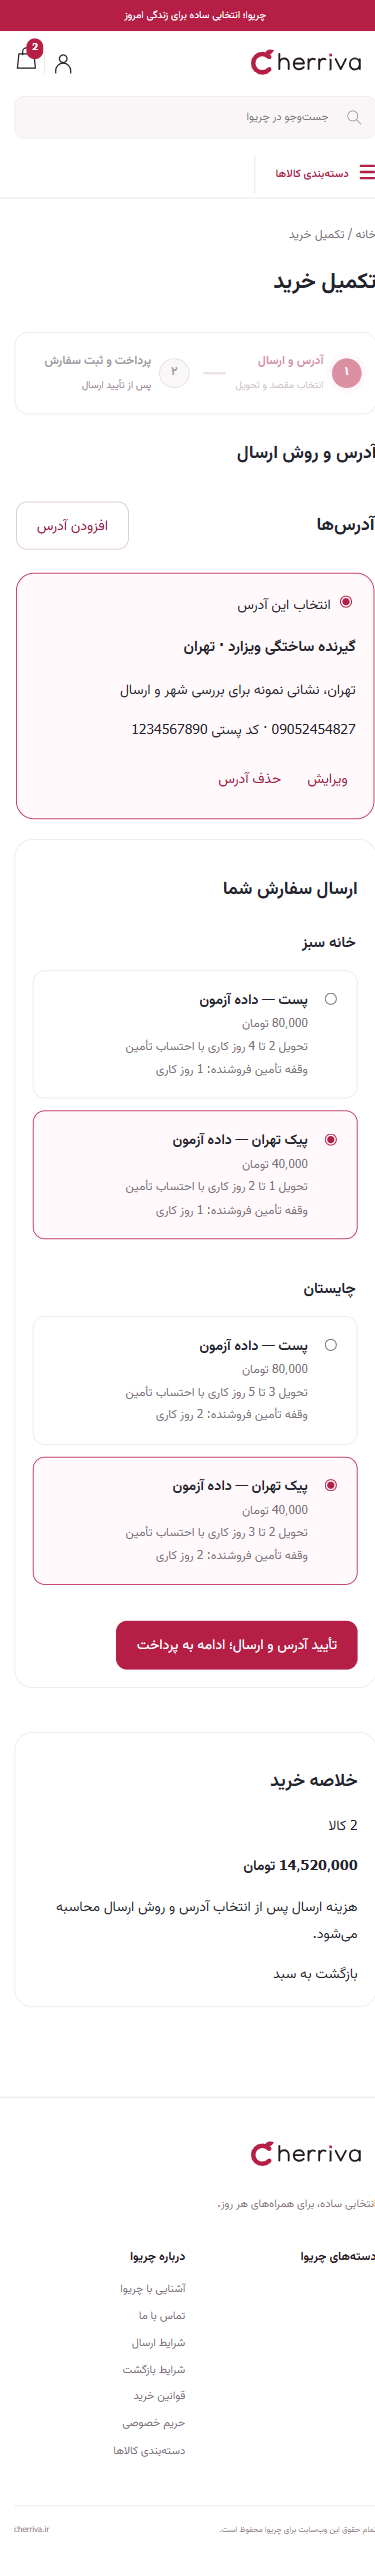 چریوا؛ انتخابی ساده برای زندگی امروز
2
Cherriva
جست‌وجو در چریوا
دسته‌بندی کالاها
خانه / تکمیل خرید
تکمیل خرید
۱
آدرس و ارسال
انتخاب مقصد و تحویل
۲
پرداخت و ثبت سفارش
پس از تأیید ارسال
آدرس و روش ارسال
آدرس‌ها
افزودن آدرس
انتخاب این آدرس
گیرنده ساختگی ویزارد · تهران
تهران، نشانی نمونه برای بررسی شهر و ارسال
09052454827 · کد پستی 1234567890
ویرایش
حذف آدرس
ارسال سفارش شما
خانه سبز
پست — داده آزمون
80,000 تومان
تحویل 2 تا 4 روز کاری با احتساب تأمین
وقفه تأمین فروشنده: 1 روز کاری
پیک تهران — داده آزمون
40,000 تومان
تحویل 1 تا 2 روز کاری با احتساب تأمین
وقفه تأمین فروشنده: 1 روز کاری
چایستان
پست — داده آزمون
80,000 تومان
تحویل 3 تا 5 روز کاری با احتساب تأمین
وقفه تأمین فروشنده: 2 روز کاری
پیک تهران — داده آزمون
40,000 تومان
تحویل 2 تا 3 روز کاری با احتساب تأمین
وقفه تأمین فروشنده: 2 روز کاری
تأیید آدرس و ارسال؛ ادامه به پرداخت
خلاصه خرید
2 کالا
14,520,000 تومان
هزینه ارسال پس از انتخاب آدرس و روش ارسال محاسبه
می‌شود.
بازگشت به سبد
Cherriva
انتخابی ساده، برای همراه‌های هر روز.
دسته‌های چریوا
درباره چریوا
آشنایی با چریوا
تماس با ما
شرایط ارسال
شرایط بازگشت
قوانین خرید
حریم خصوصی
دسته‌بندی کالاها
تمام حقوق این وب‌سایت برای چریوا محفوظ است.
cherriva.ir